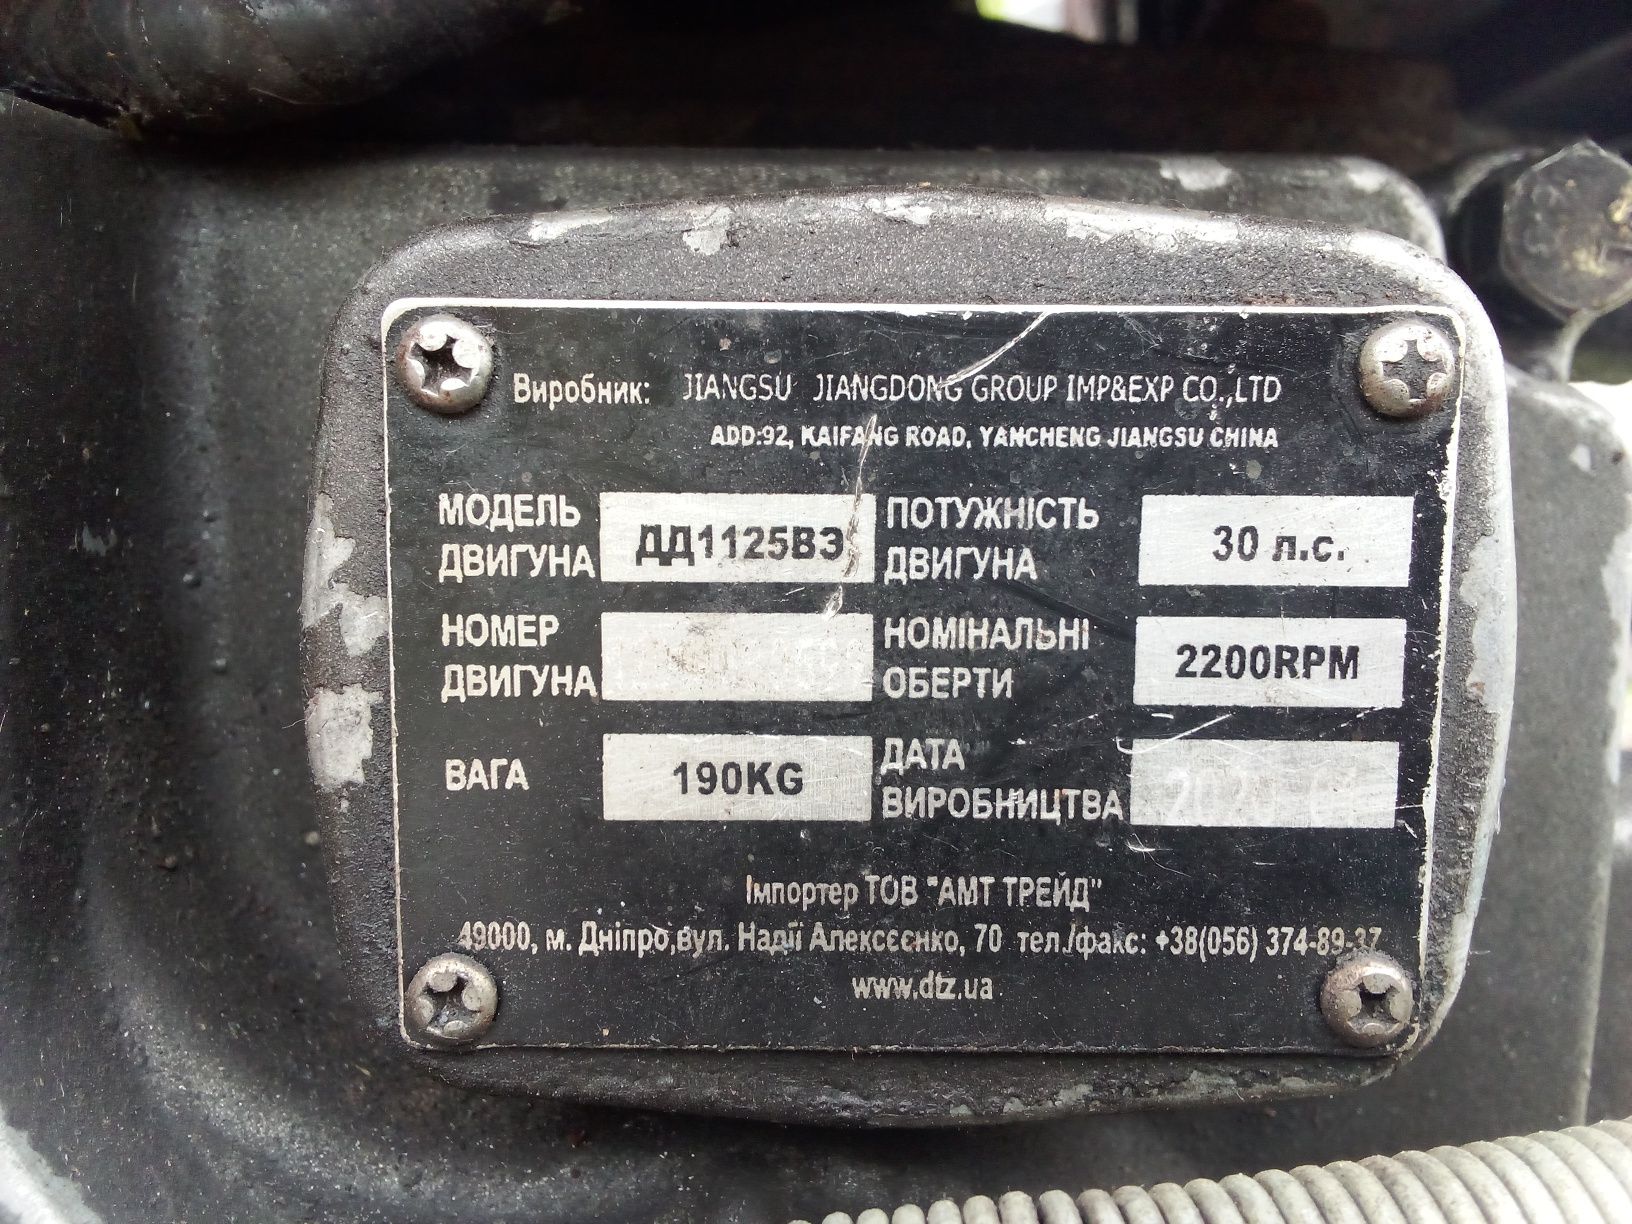 Виробник: JIANGSU JIANGDONG GROUP IMP&EXP CO.,LTD
ADD:92, KAIFANG ROAD, YANCHENG JIANGSU CHINA
МОДЕЛЬ ДВИГУНА ДД1125ВЭ ПОТУЖНІСТЬ ДВИГУНА 30 л.с.
НОМЕР ДВИГУНА НОМІНАЛЬНІ ОБЕРТИ 2200RPM
ВАГА 190KG ДАТА ВИРОБНИЦТВА
Імпортер ТОВ "АМТ ТРЕЙД"
49000, м. Дніпро,вул. Надії Алексєєнко, 70 тел./факс: +38(056) 374-89-37
www.dtz.ua